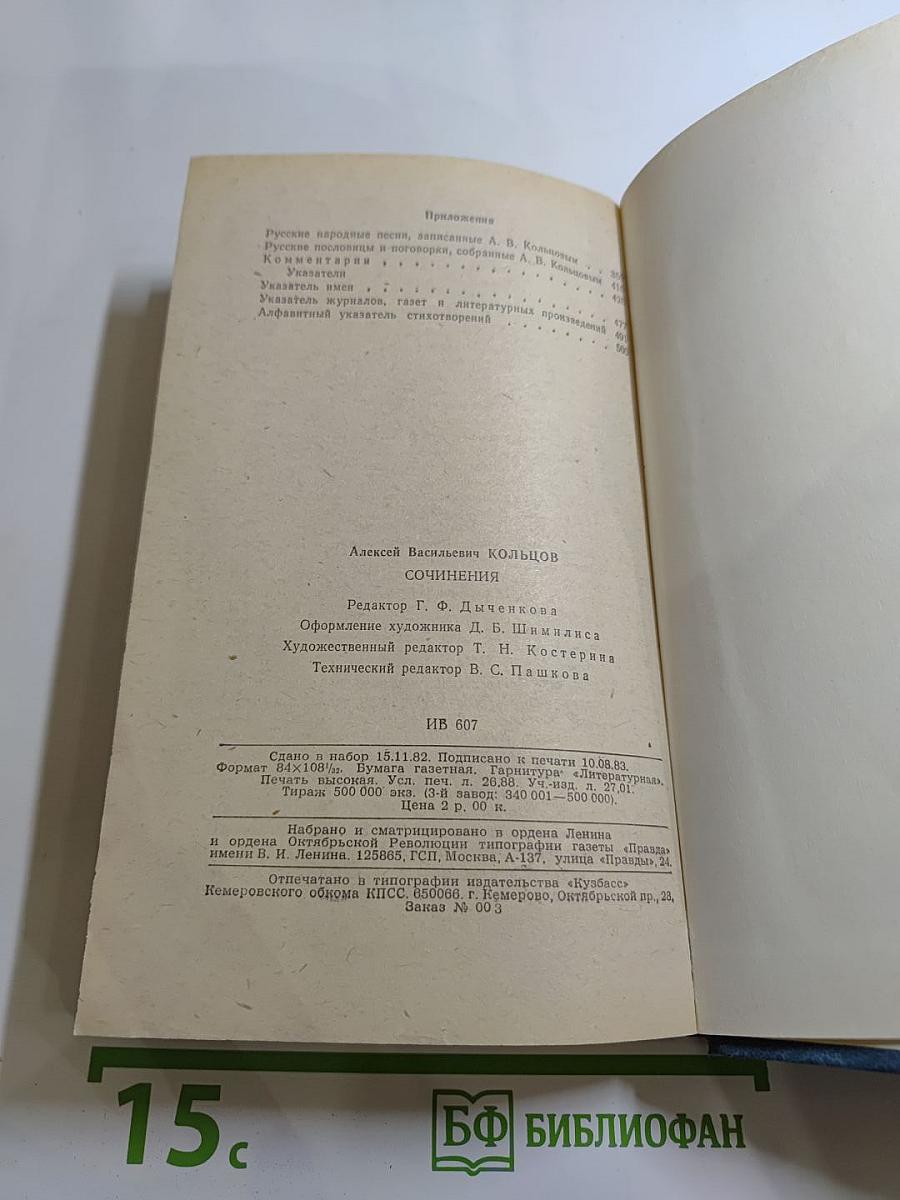 Приложения
Русские народные песни, записанные А. В. Кольцовым . .
Русские пословицы и поговорки, собранные А. В. Кольцовым
Комментарии
Указатели
Указатель имен 477
Указатель журналов, газет и литературных произведений 491
Алфавитный указатель стихотворений
Алексей Васильевич КОЛЬЦОВ
СОЧИНЕНИЯ
Редактор Г. Ф. Дыченкова
Оформление художника Д. Б. Шимилиса
Художественный редактор Т. Н. Костерина
Технический редактор В. С. Пашкова
ИБ 607
Сдано в набор 15.11.82. Подписано к печати 10.08.83.
Формат 84×108¹/₃₂. Бумага газетная. Гарнитура «Литературная».
Печать высокая. Усл. печ. л. 26,88. Уч.-изд. л. 27,01.
Тираж 500 000 экз. (3-й завод: 340 001—500 000).
Цена 2 р. 00 к.
Набрано и сматрицировано в ордена Ленина
и ордена Октябрьской Революции типографии газеты «Правда»
имени В. И. Ленина. 125865, ГСП, Москва, А-137, улица «Правды», 24.
Отпечатано в типографии издательства «Кузбасс»
Кемеровского обкома КПСС. 650066. г. Кемерово, Октябрьской пр., 28,
Заказ № 003
15 с
БФ БИБЛИОФАН